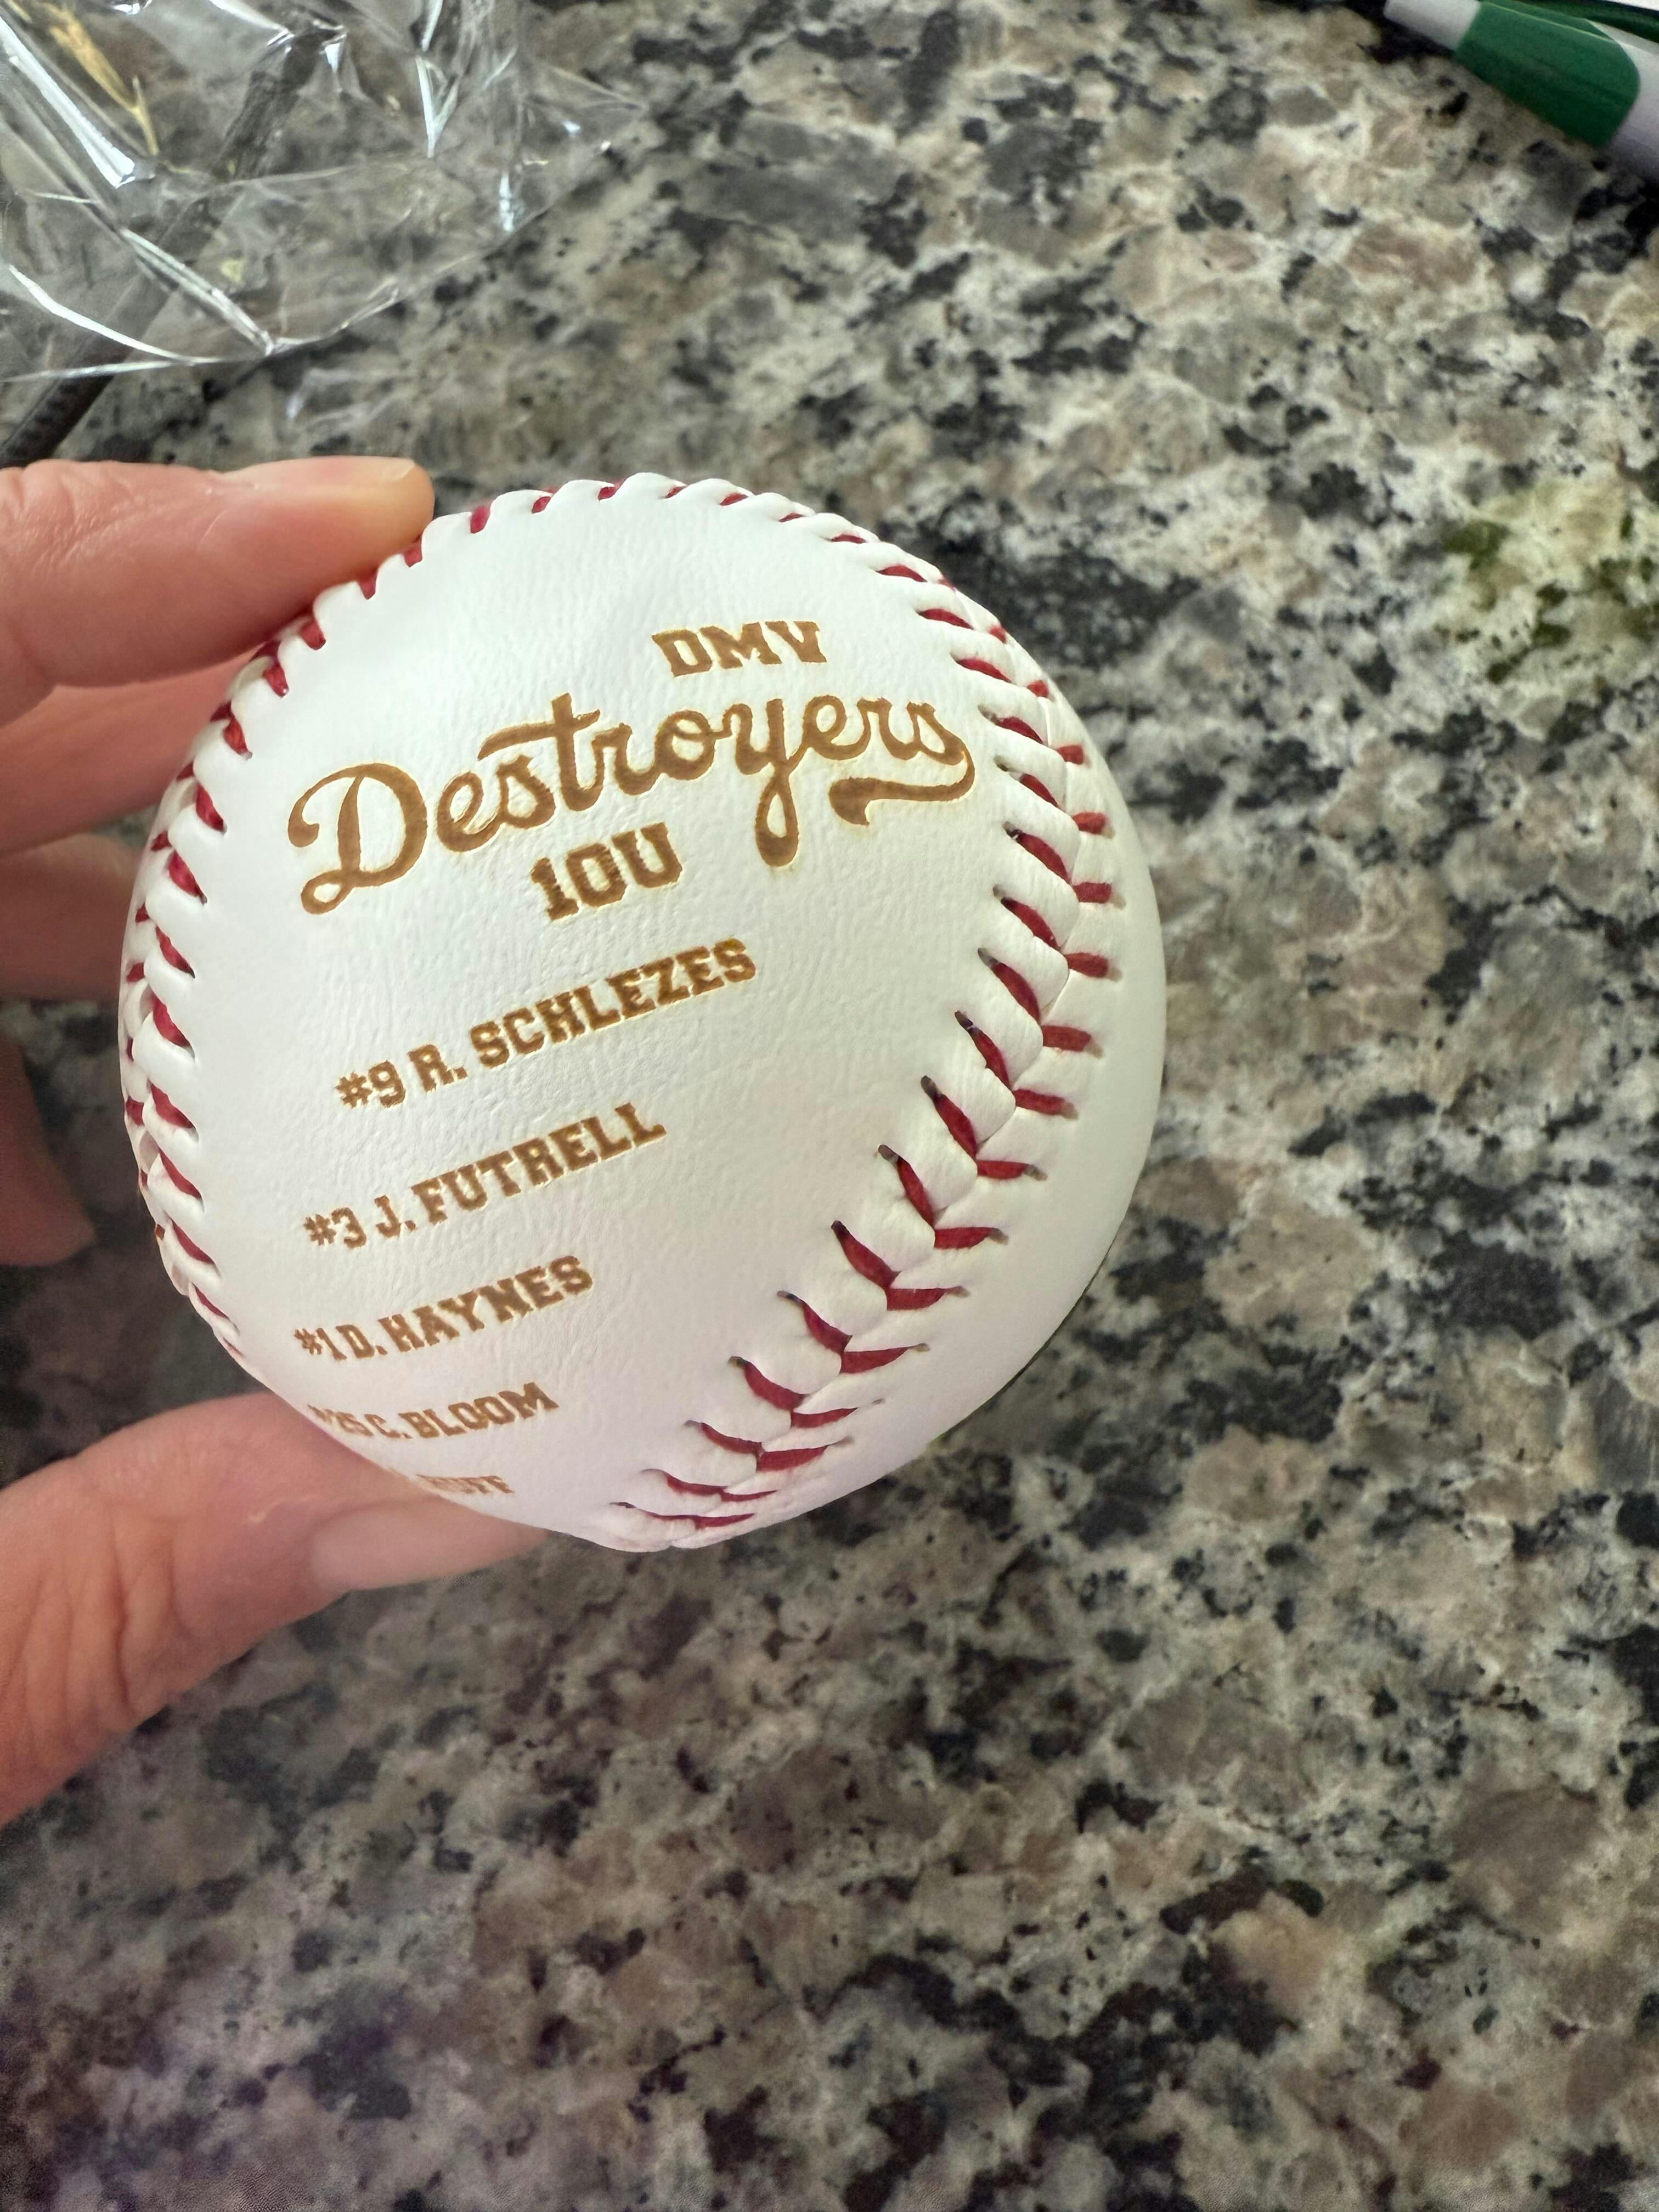 DMV
Destroyers
10U
#9 R. SCHLEZES
#3 J. FUTRELL
#1 D. HAYNES
C. BLOOM